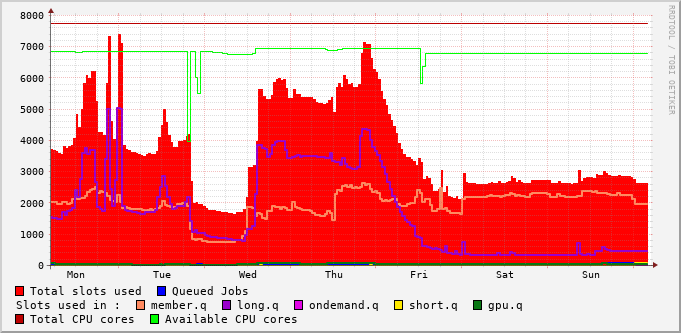 8000
7000
6000
5000
4000
3000
2000
1000
0
Mon Tue Wed Thu Fri Sat Sun
RRDTOOL / TOBI OETIKER
Total slots used Queued Jobs
Slots used in : member.q long.q ondemand.q short.q gpu.q
Total CPU cores Available CPU cores